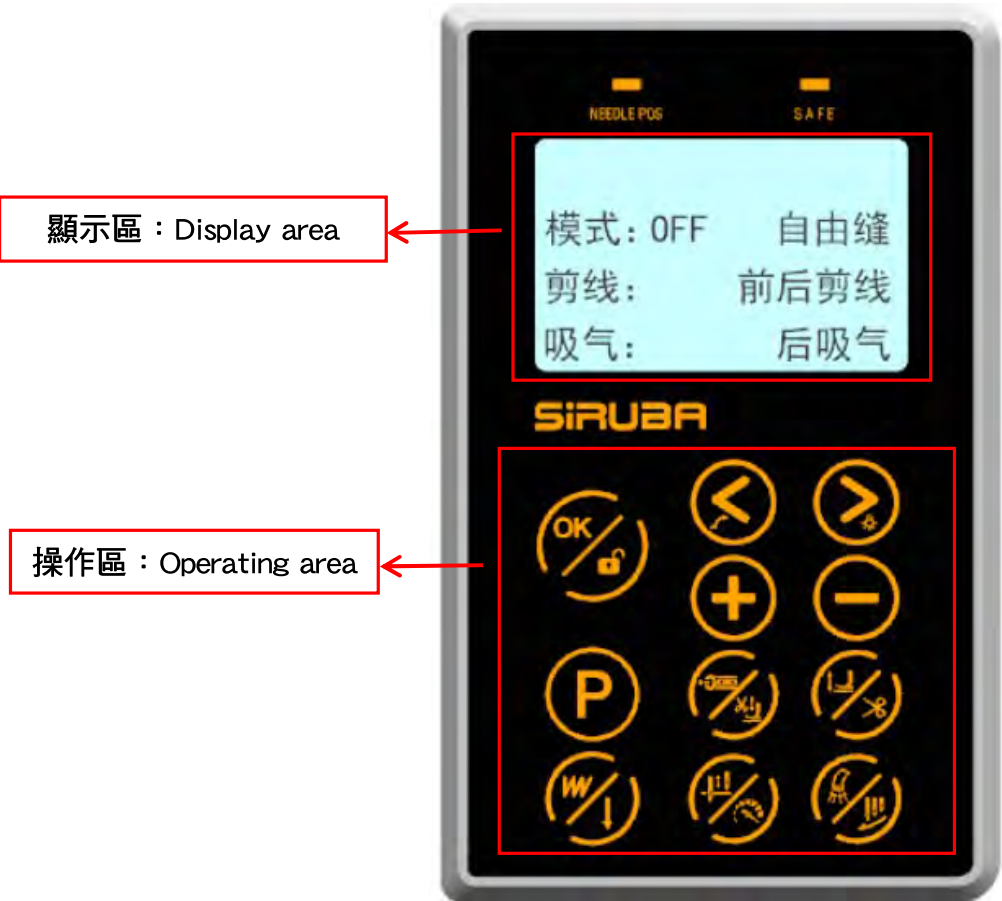 NEEDLE POS
SAFE
模式: OFF 自由缝
剪线: 前后剪线
吸气: 后吸气
顯示區：Display area
SiRUBA
操作區：Operating area
OK
P